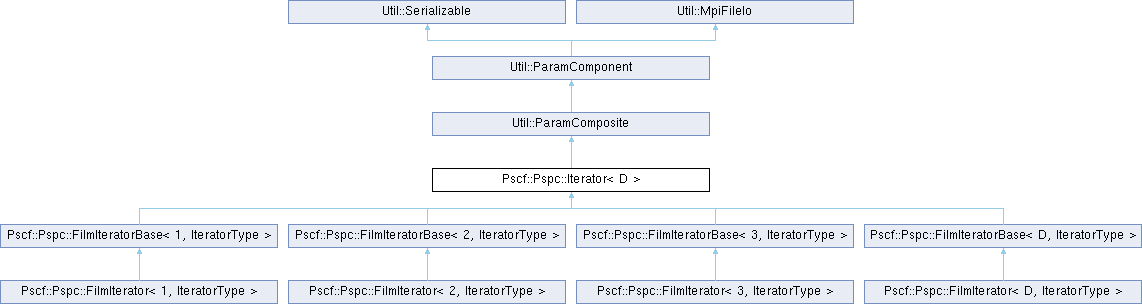 Util::Serializable
Util::MpiFileIo
Util::ParamComponent
Util::ParamComposite
Pscf::Pspc::Iterator< D >
Pscf::Pspc::FilmIteratorBase< 1, IteratorType >
Pscf::Pspc::FilmIteratorBase< 2, IteratorType >
Pscf::Pspc::FilmIteratorBase< 3, IteratorType >
Pscf::Pspc::FilmIteratorBase< D, IteratorType >
Pscf::Pspc::FilmIterator< 1, IteratorType >
Pscf::Pspc::FilmIterator< 2, IteratorType >
Pscf::Pspc::FilmIterator< 3, IteratorType >
Pscf::Pspc::FilmIterator< D, IteratorType >